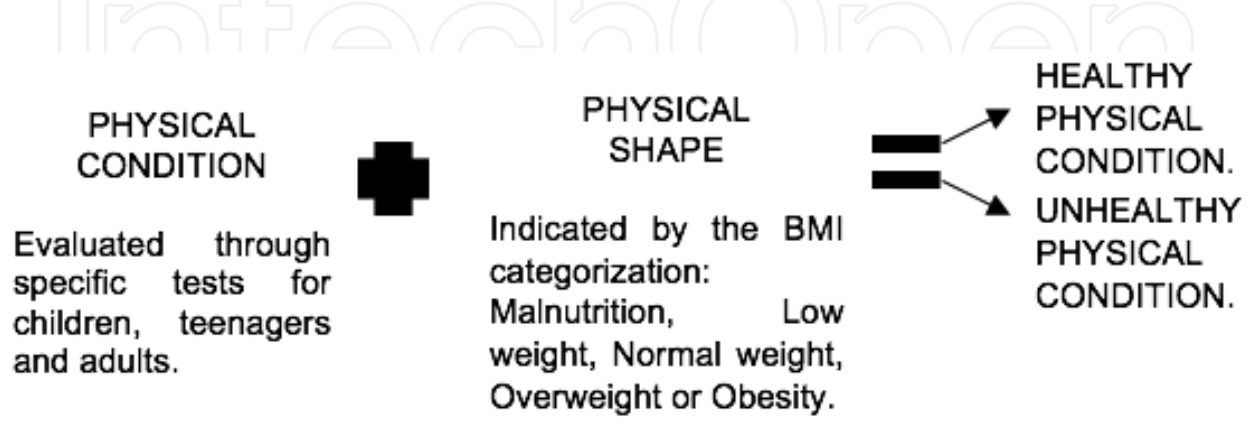 IntechOpen
PHYSICAL
CONDITION
Evaluated through
specific tests for
children, teenagers
and adults.
PHYSICAL
SHAPE
Indicated by the BMI
categorization:
Malnutrition, Low
weight, Normal weight,
Overweight or Obesity.
HEALTHY
PHYSICAL
CONDITION.
UNHEALTHY
PHYSICAL
CONDITION.